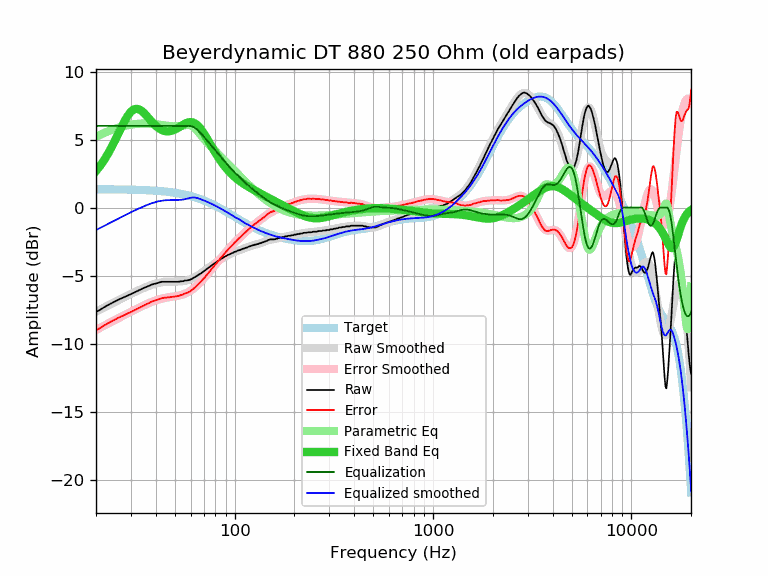 Beyerdynamic DT 880 250 Ohm (old earpads)
10
5
0
−5
−10
−15
−20
Amplitude (dBr)
Target
Raw Smoothed
Error Smoothed
Raw
Error
Parametric Eq
Fixed Band Eq
Equalization
Equalized smoothed
100
1000
10000
Frequency (Hz)